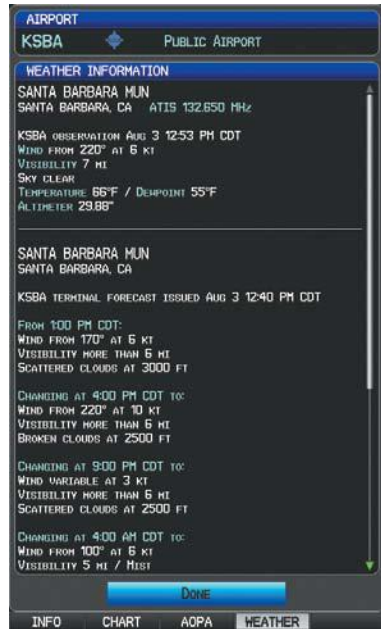 AIRPORT
KSBA PUBLIC AIRPORT
WEATHER INFORMATION
SANTA BARBARA MUN
SANTA BARBARA, CA ATIS 132.650 MHz
KSBA OBSERVATION AUG 3 12:53 PM CDT
WIND FROM 220° AT 6 KT
VISIBILITY 7 MI
SKY CLEAR
TEMPERATURE 66°F / DEWPOINT 55°F
ALTIMETER 29.88"
SANTA BARBARA MUN
SANTA BARBARA, CA
KSBA TERMINAL FORECAST ISSUED AUG 3 12:40 PM CDT
FROM 1:00 PM CDT:
WIND FROM 170° AT 6 KT
VISIBILITY MORE THAN 6 MI
SCATTERED CLOUDS AT 3000 FT
CHANGING AT 4:00 PM CDT TO:
WIND FROM 220° AT 10 KT
VISIBILITY MORE THAN 6 MI
BROKEN CLOUDS AT 2500 FT
CHANGING AT 9:00 PM CDT TO:
WIND VARIABLE AT 3 KT
VISIBILITY MORE THAN 6 MI
SCATTERED CLOUDS AT 2500 FT
CHANGING AT 4:00 AM CDT TO:
WIND FROM 100° AT 6 KT
VISIBILITY 5 MI / MIST
DONE
INFO CHART AOPA WEATHER